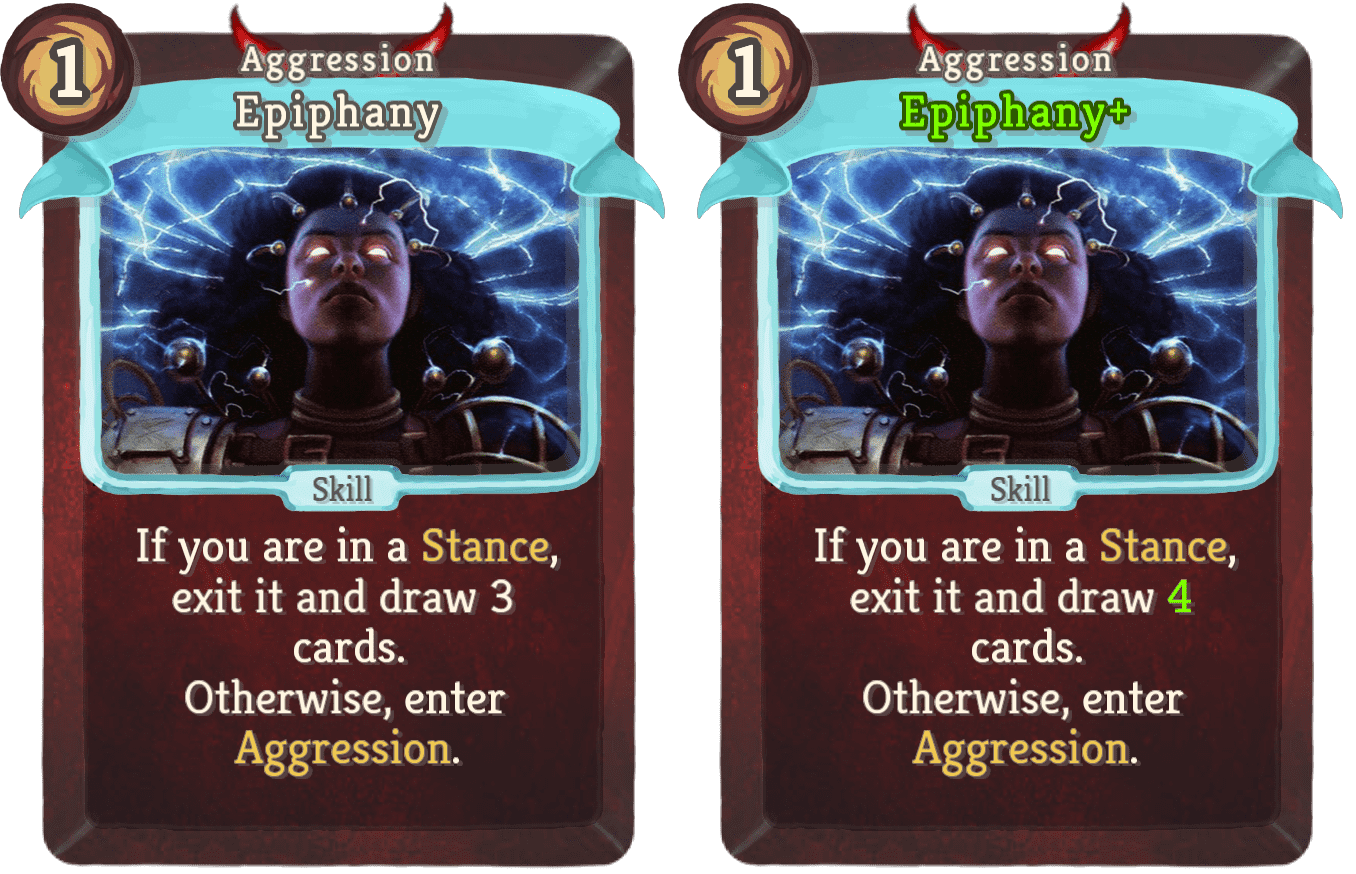 1
Aggression
Epiphany
Skill
If you are in a Stance,
exit it and draw 3
cards.
Otherwise, enter
Aggression.
1
Aggression
Epiphany+
Skill
If you are in a Stance,
exit it and draw 4
cards.
Otherwise, enter
Aggression.